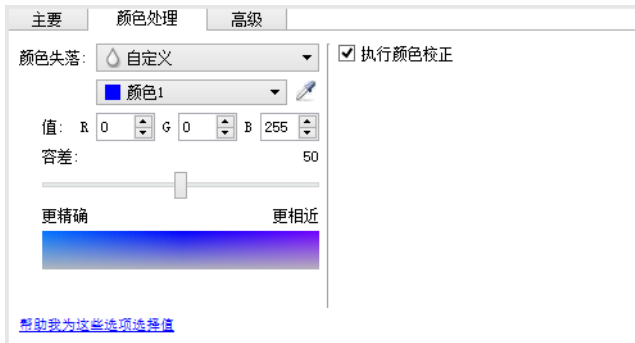 主要 颜色处理 高级
颜色失落: 自定义
颜色1
值: R 0 G 0 B 255
容差: 50
更精确 更相近
帮助我为这些选项选择值
执行颜色校正